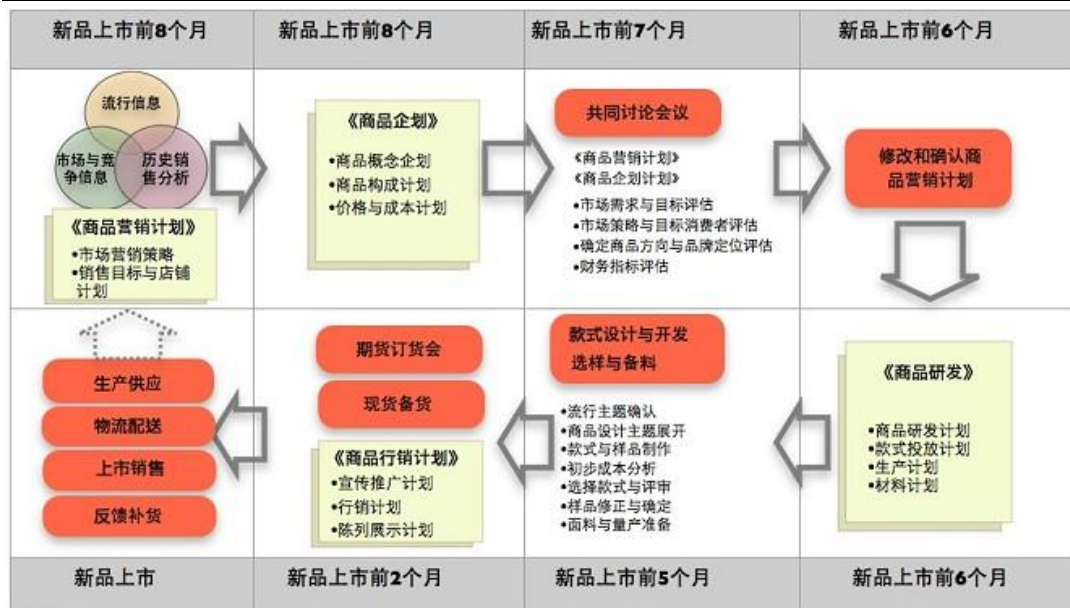 新品上市前8个月
新品上市前8个月
新品上市前7个月
新品上市前6个月
流行信息
市场与竞
争信息
历史销
售分析
《商品营销计划》
•市场营销策略
•销售目标与店铺
计划
《商品企划》
•商品概念企划
•商品构成计划
•价格与成本计划
共同讨论会议
《商品营销计划》
《商品企划计划》
•市场需求与目标评估
•市场策略与目标消费者评估
•确定商品方向与品牌定位评估
•财务指标评估
修改和确认商
品营销计划
生产供应
物流配送
上市销售
反馈补货
期货订货会
现货备货
《商品行销计划》
•宣传推广计划
•行销计划
•陈列展示计划
款式设计与开发
选样与备料
•流行主题确认
•商品设计主题展开
•款式与样品制作
•初步成本分析
•选择款式与评审
•样品修正与确定
•面料与量产准备
《商品研发》
•商品研发计划
•款式投放计划
•生产计划
•材料计划
新品上市
新品上市前2个月
新品上市前5个月
新品上市前6个月